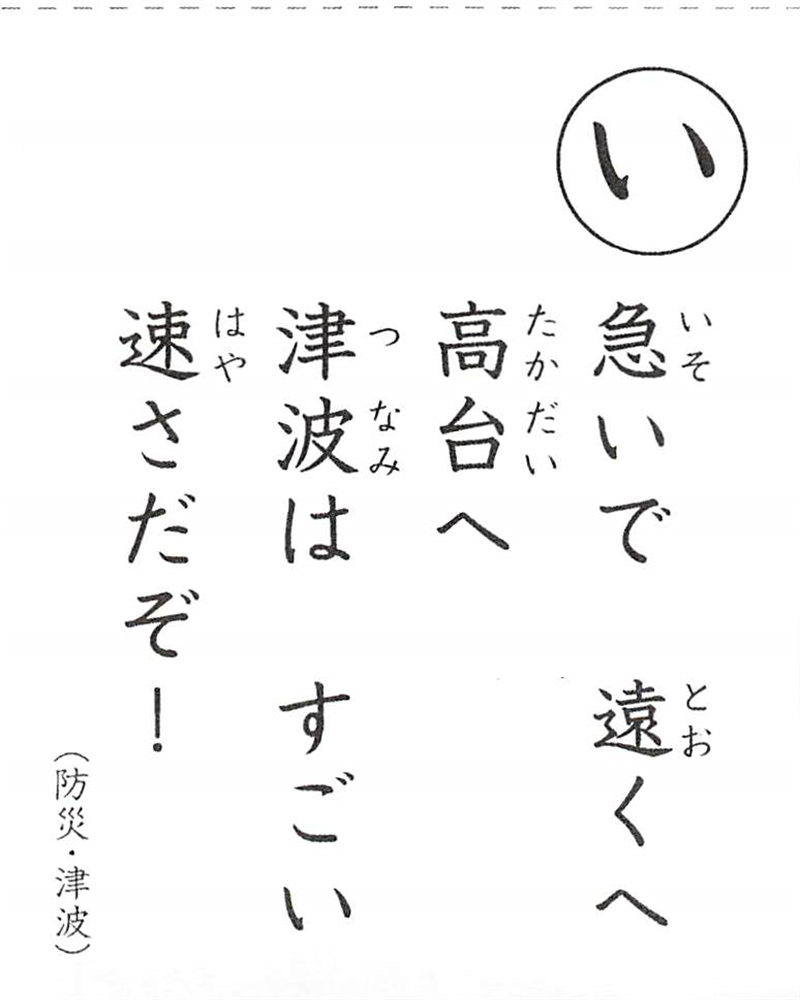 い
急いで　遠くへ
高台へ
津波は　すごい
速さだぞ！
（防災・津波）
いそ
とお
たかだい
つなみ
はや